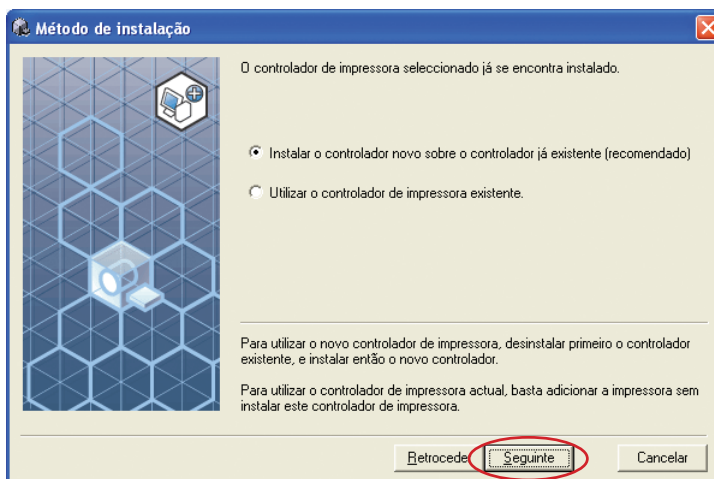 Método de instalação
O controlador de impressora seleccionado já se encontra instalado.
Instalar o controlador novo sobre o controlador já existente (recomendado)
Utilizar o controlador de impressora existente.
Para utilizar o novo controlador de impressora, desinstalar primeiro o controlador
existente, e instalar então o novo controlador.
Para utilizar o controlador de impressora actual, basta adicionar a impressora sem
instalar este controlador de impressora.
Retrocede Seguinte Cancelar